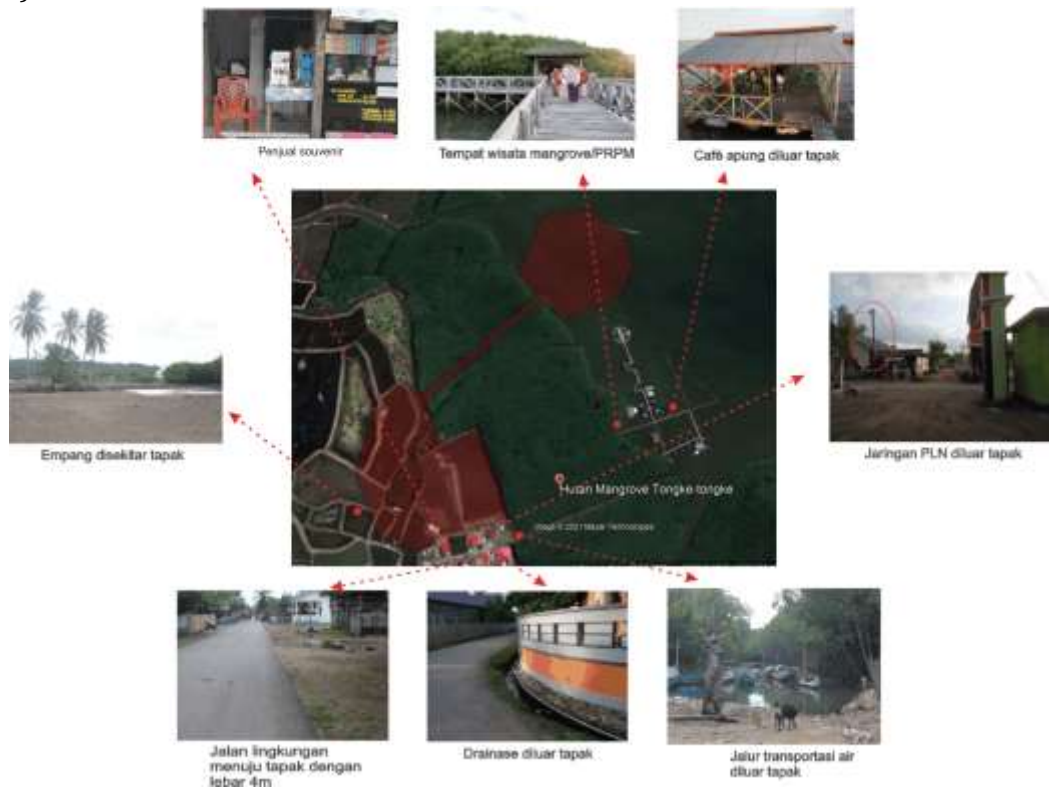 Penjual souvenir
Tempat wisata mangrove/PRPM
Café apung diluar tapak
Empang disekitar tapak
Jaringan PLN diluar tapak
Hutan Mangrove Tongke-tongke
Jalan lingkungan
menuju tapak dengan
lebar 4m
Drainase diluar tapak
Jalur transportasi air
diluar tapak